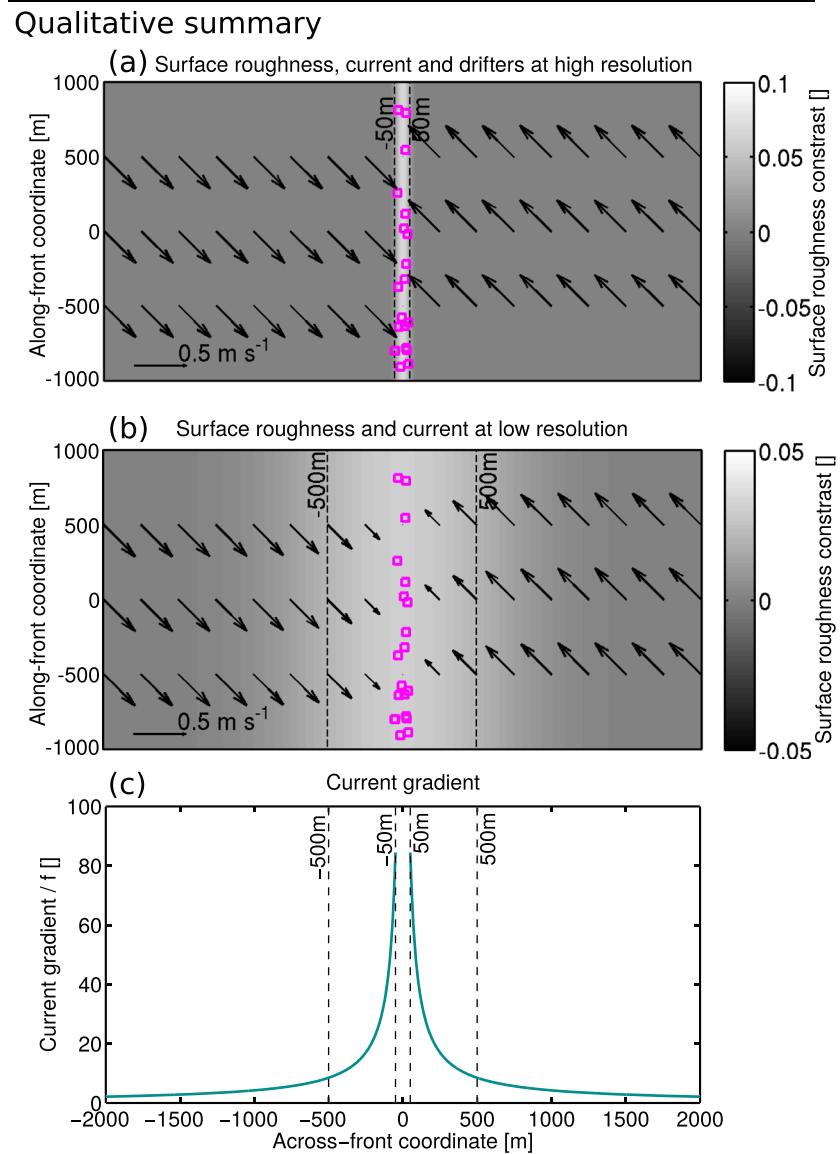 Qualitative summary
(a) Surface roughness, current and drifters at high resolution
1000
500
0
-500
-1000
Along-front coordinate [m]
-50m
50m
0.5 m s⁻¹
0.1
0.05
0
-0.05
-0.1
Surface roughness constrast []
(b) Surface roughness and current at low resolution
1000
500
0
-500
-1000
Along-front coordinate [m]
-500m
500m
0.5 m s⁻¹
0.05
0
-0.05
Surface roughness constrast []
(c) Current gradient
100
80
60
40
20
0
Current gradient / f []
−500m
−50m
50m
500m
−2000 −1500 −1000 −500 0 500 1000 1500 2000
Across−front coordinate [m]